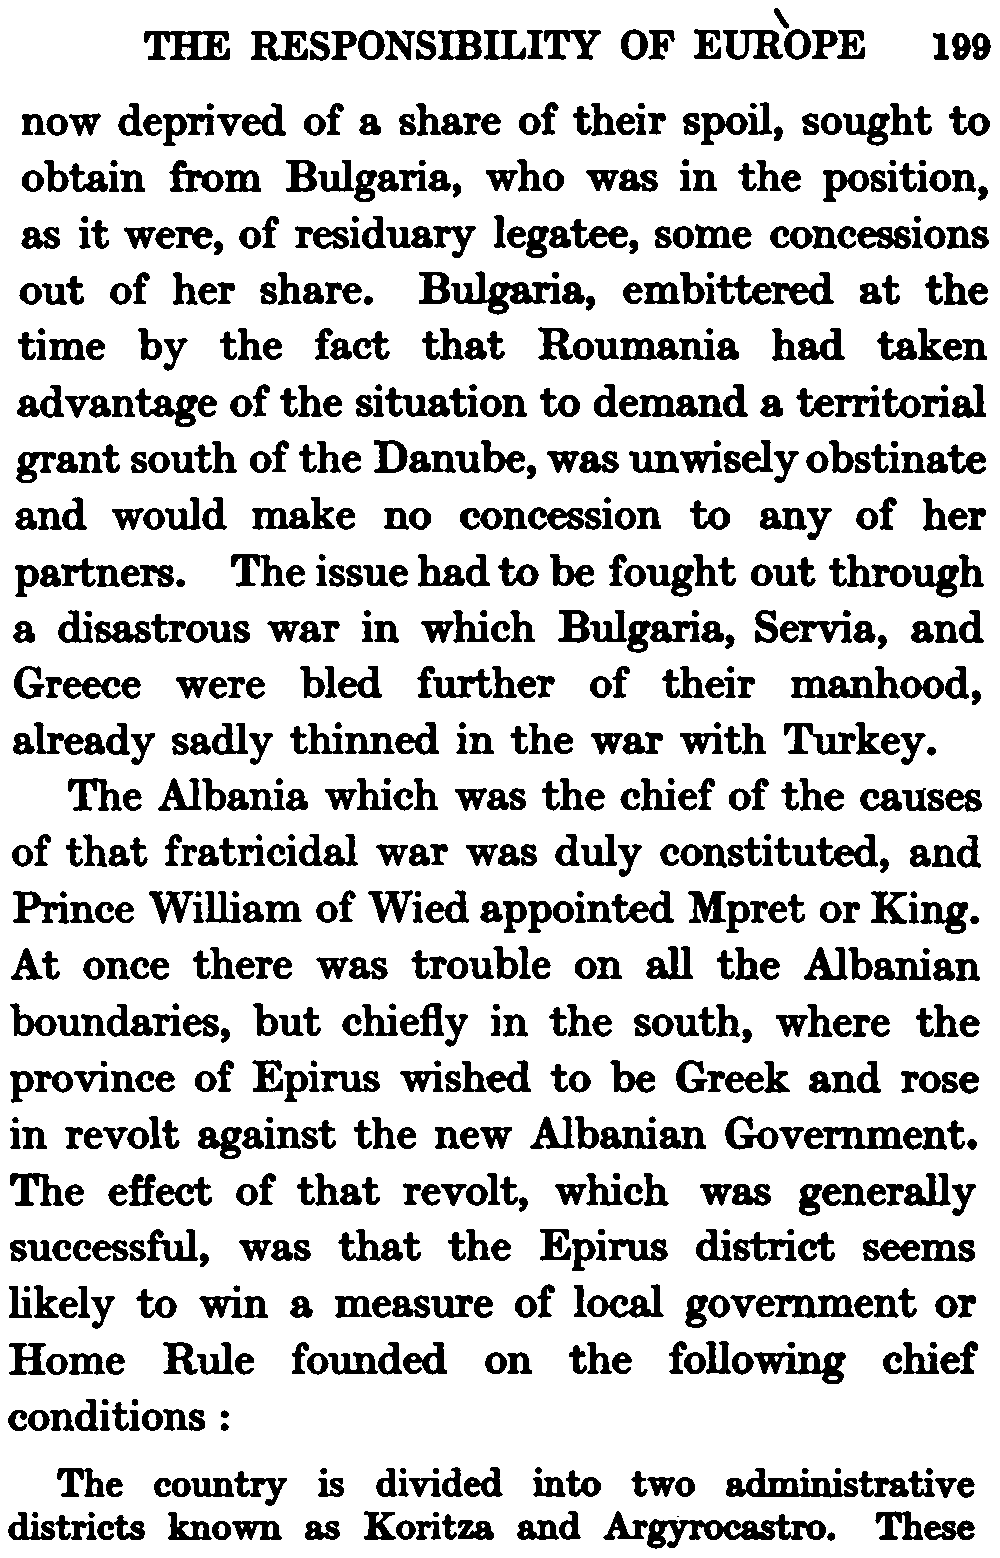 THE RESPONSIBILITY OF EUROPE 199
now deprived of a share of their spoil, sought to
obtain from Bulgaria, who was in the position,
as it were, of residuary legatee, some concessions
out of her share. Bulgaria, embittered at the
time by the fact that Roumania had taken
advantage of the situation to demand a territorial
grant south of the Danube, was unwisely obstinate
and would make no concession to any of her
partners. The issue had to be fought out through
a disastrous war in which Bulgaria, Servia, and
Greece were bled further of their manhood,
already sadly thinned in the war with Turkey.
The Albania which was the chief of the causes
of that fratricidal war was duly constituted, and
Prince William of Wied appointed Mpret or King.
At once there was trouble on all the Albanian
boundaries, but chiefly in the south, where the
province of Epirus wished to be Greek and rose
in revolt against the new Albanian Government.
The effect of that revolt, which was generally
successful, was that the Epirus district seems
likely to win a measure of local government or
Home Rule founded on the following chief
conditions :
The country is divided into two administrative
districts known as Koritza and Argyrocastro. These